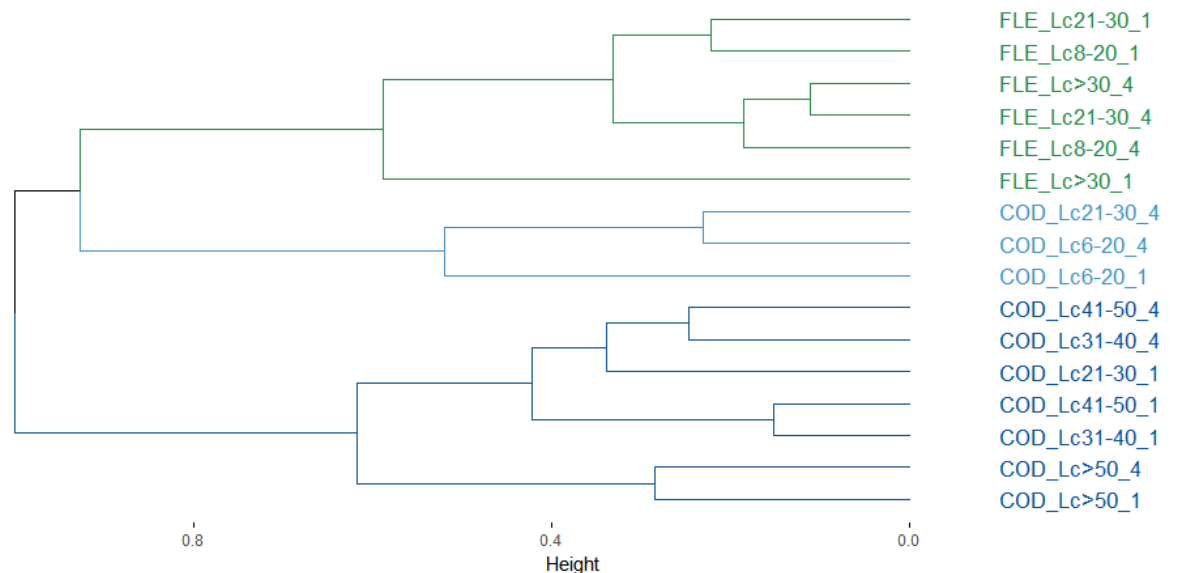 FLE_Lc21-30_1
FLE_Lc8-20_1
FLE_Lc>30_4
FLE_Lc21-30_4
FLE_Lc8-20_4
FLE_Lc>30_1
COD_Lc21-30_4
COD_Lc6-20_4
COD_Lc6-20_1
COD_Lc41-50_4
COD_Lc31-40_4
COD_Lc21-30_1
COD_Lc41-50_1
COD_Lc31-40_1
COD_Lc>50_4
COD_Lc>50_1
0.8 0.4 0.0
Height